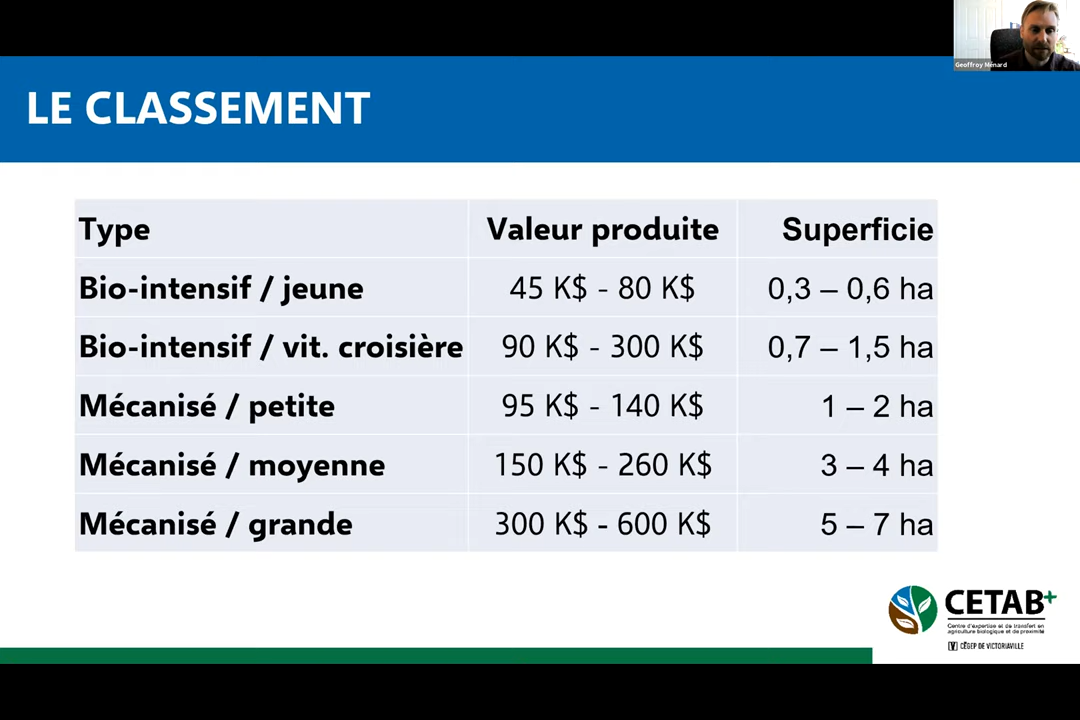 Geoffroy Ménard
LE CLASSEMENT
Type Valeur produite Superficie
Bio-intensif / jeune 45 K$ - 80 K$ 0,3 – 0,6 ha
Bio-intensif / vit. croisière 90 K$ - 300 K$ 0,7 – 1,5 ha
Mécanisé / petite 95 K$ - 140 K$ 1 – 2 ha
Mécanisé / moyenne 150 K$ - 260 K$ 3 – 4 ha
Mécanisé / grande 300 K$ - 600 K$ 5 – 7 ha
CETAB+
Centre d'expertise et de transfert en
agriculture biologique et de proximité
CÉGEP DE VICTORIAVILLE